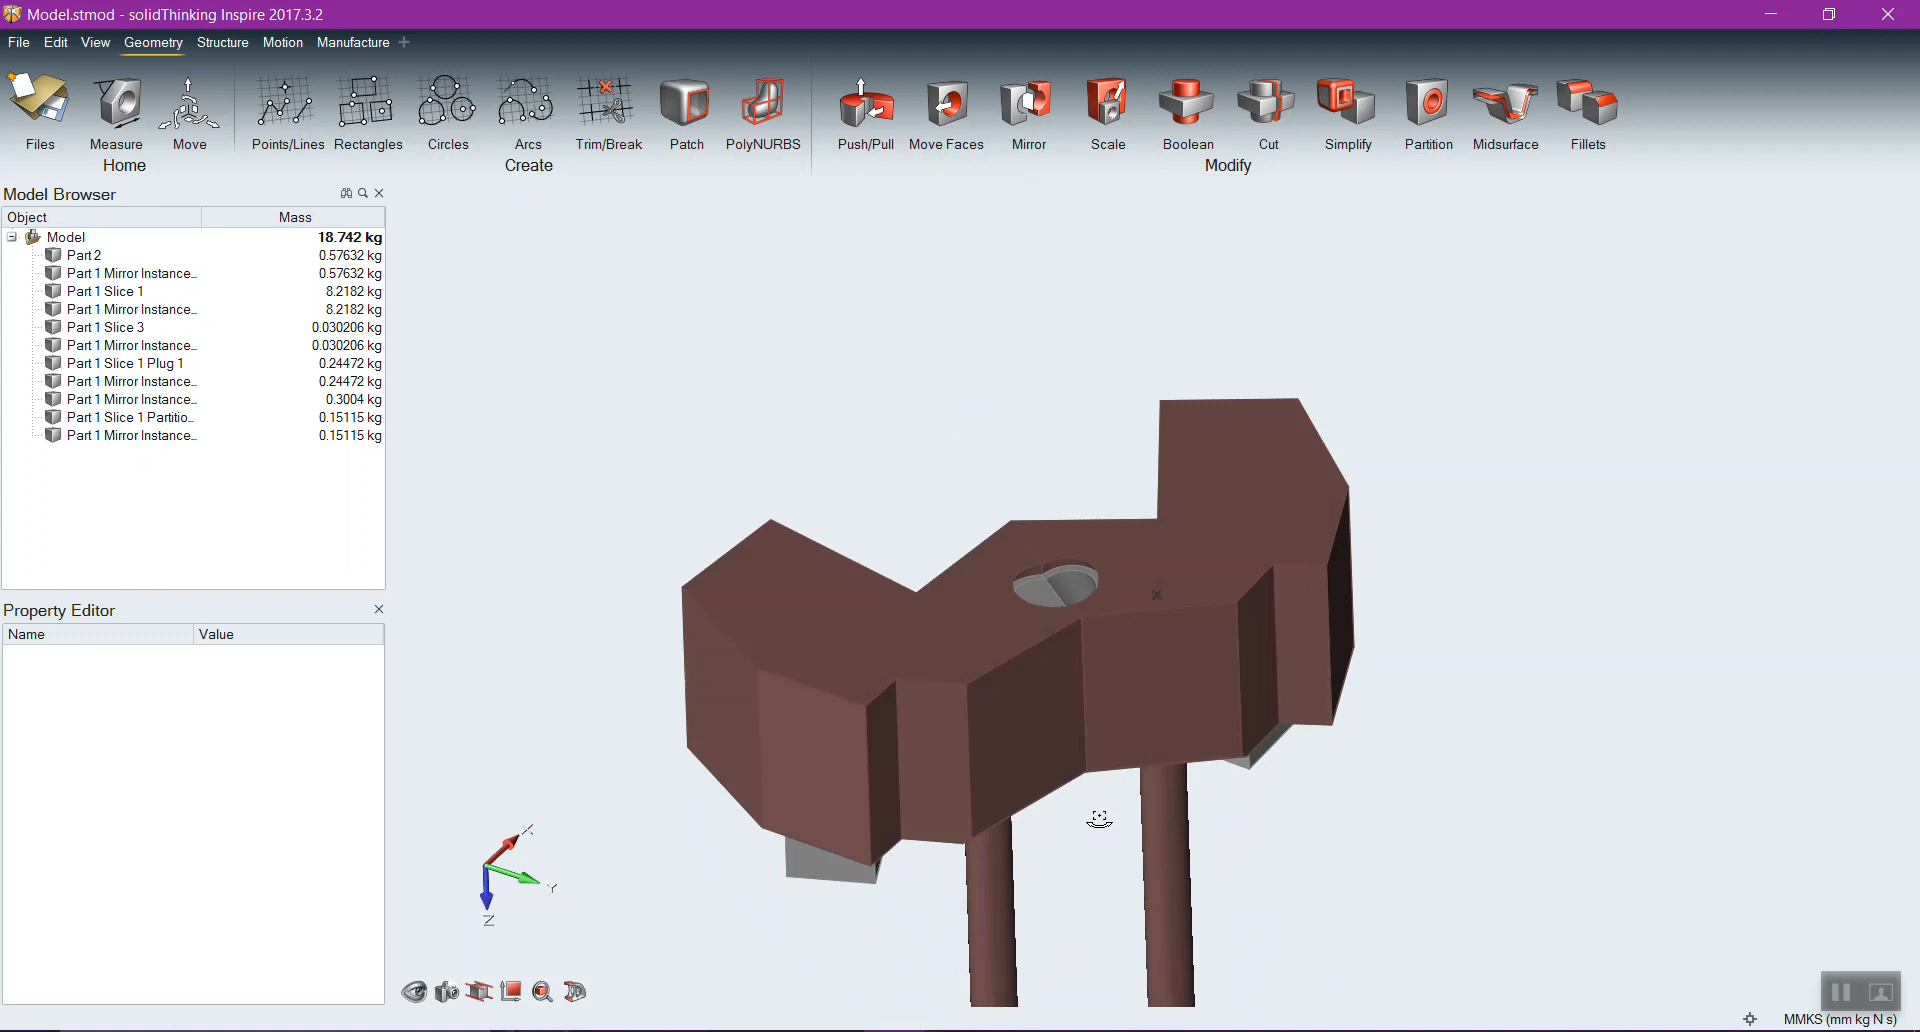 Model.stmod - solidThinking Inspire 2017.3.2
File Edit View Geometry Structure Motion Manufacture
Files Measure Move Points/Lines Rectangles Circles Arcs Trim/Break Patch PolyNURBS Push/Pull Move Faces Mirror Scale Boolean Cut Simplify Partition Midsurface Fillets
Home Create Modify
Model Browser
Object Mass
Model 18.742 kg
Part 2 0.57632 kg
Part 1 Mirror Instance... 0.57632 kg
Part 1 Slice 1 8.2182 kg
Part 1 Mirror Instance... 8.2182 kg
Part 1 Slice 3 0.030206 kg
Part 1 Mirror Instance... 0.030206 kg
Part 1 Slice 1 Plug 1 0.24472 kg
Part 1 Mirror Instance... 0.24472 kg
Part 1 Mirror Instance... 0.3004 kg
Part 1 Slice 1 Partitio... 0.15115 kg
Part 1 Mirror Instance... 0.15115 kg
Property Editor
Name Value
X
Y
Z
MMKS (mm kg N s)